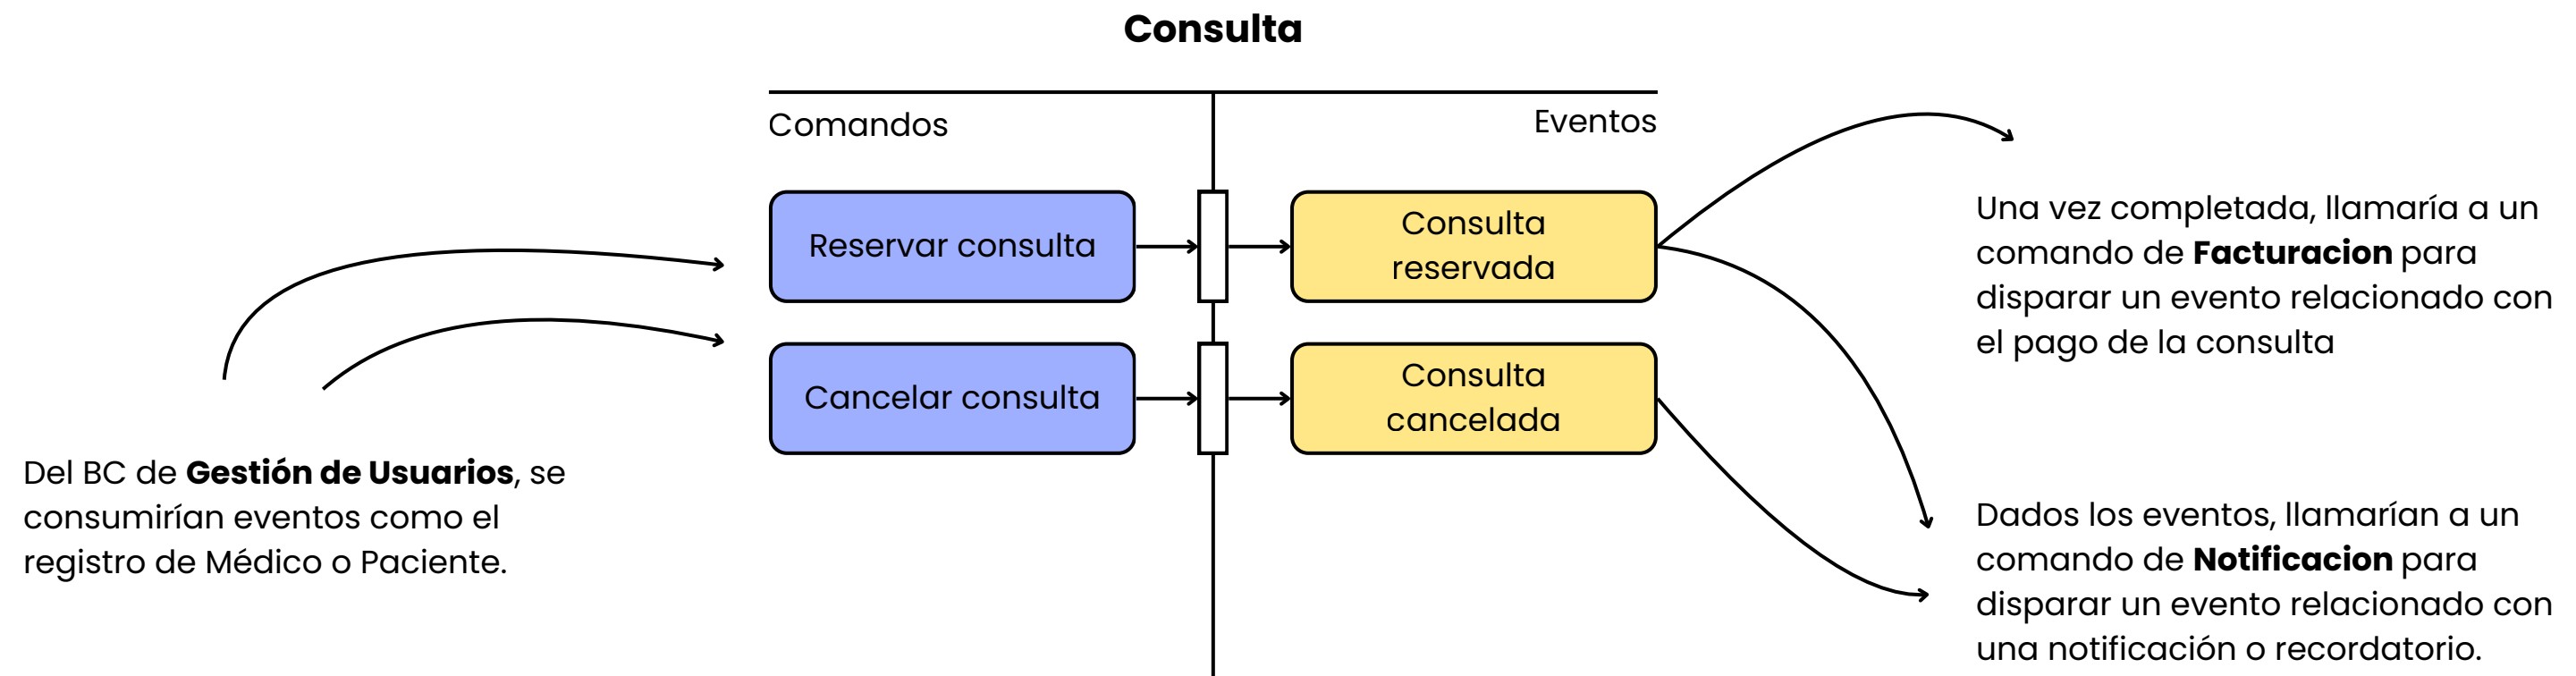 Consulta
Comandos
Eventos
Reservar consulta
Consulta
reservada
Cancelar consulta
Consulta
cancelada
Del BC de Gestión de Usuarios, se
consumirían eventos como el
registro de Médico o Paciente.
Una vez completada, llamaría a un
comando de Facturacion para
disparar un evento relacionado con
el pago de la consulta
Dados los eventos, llamarían a un
comando de Notificacion para
disparar un evento relacionado con
una notificación o recordatorio.